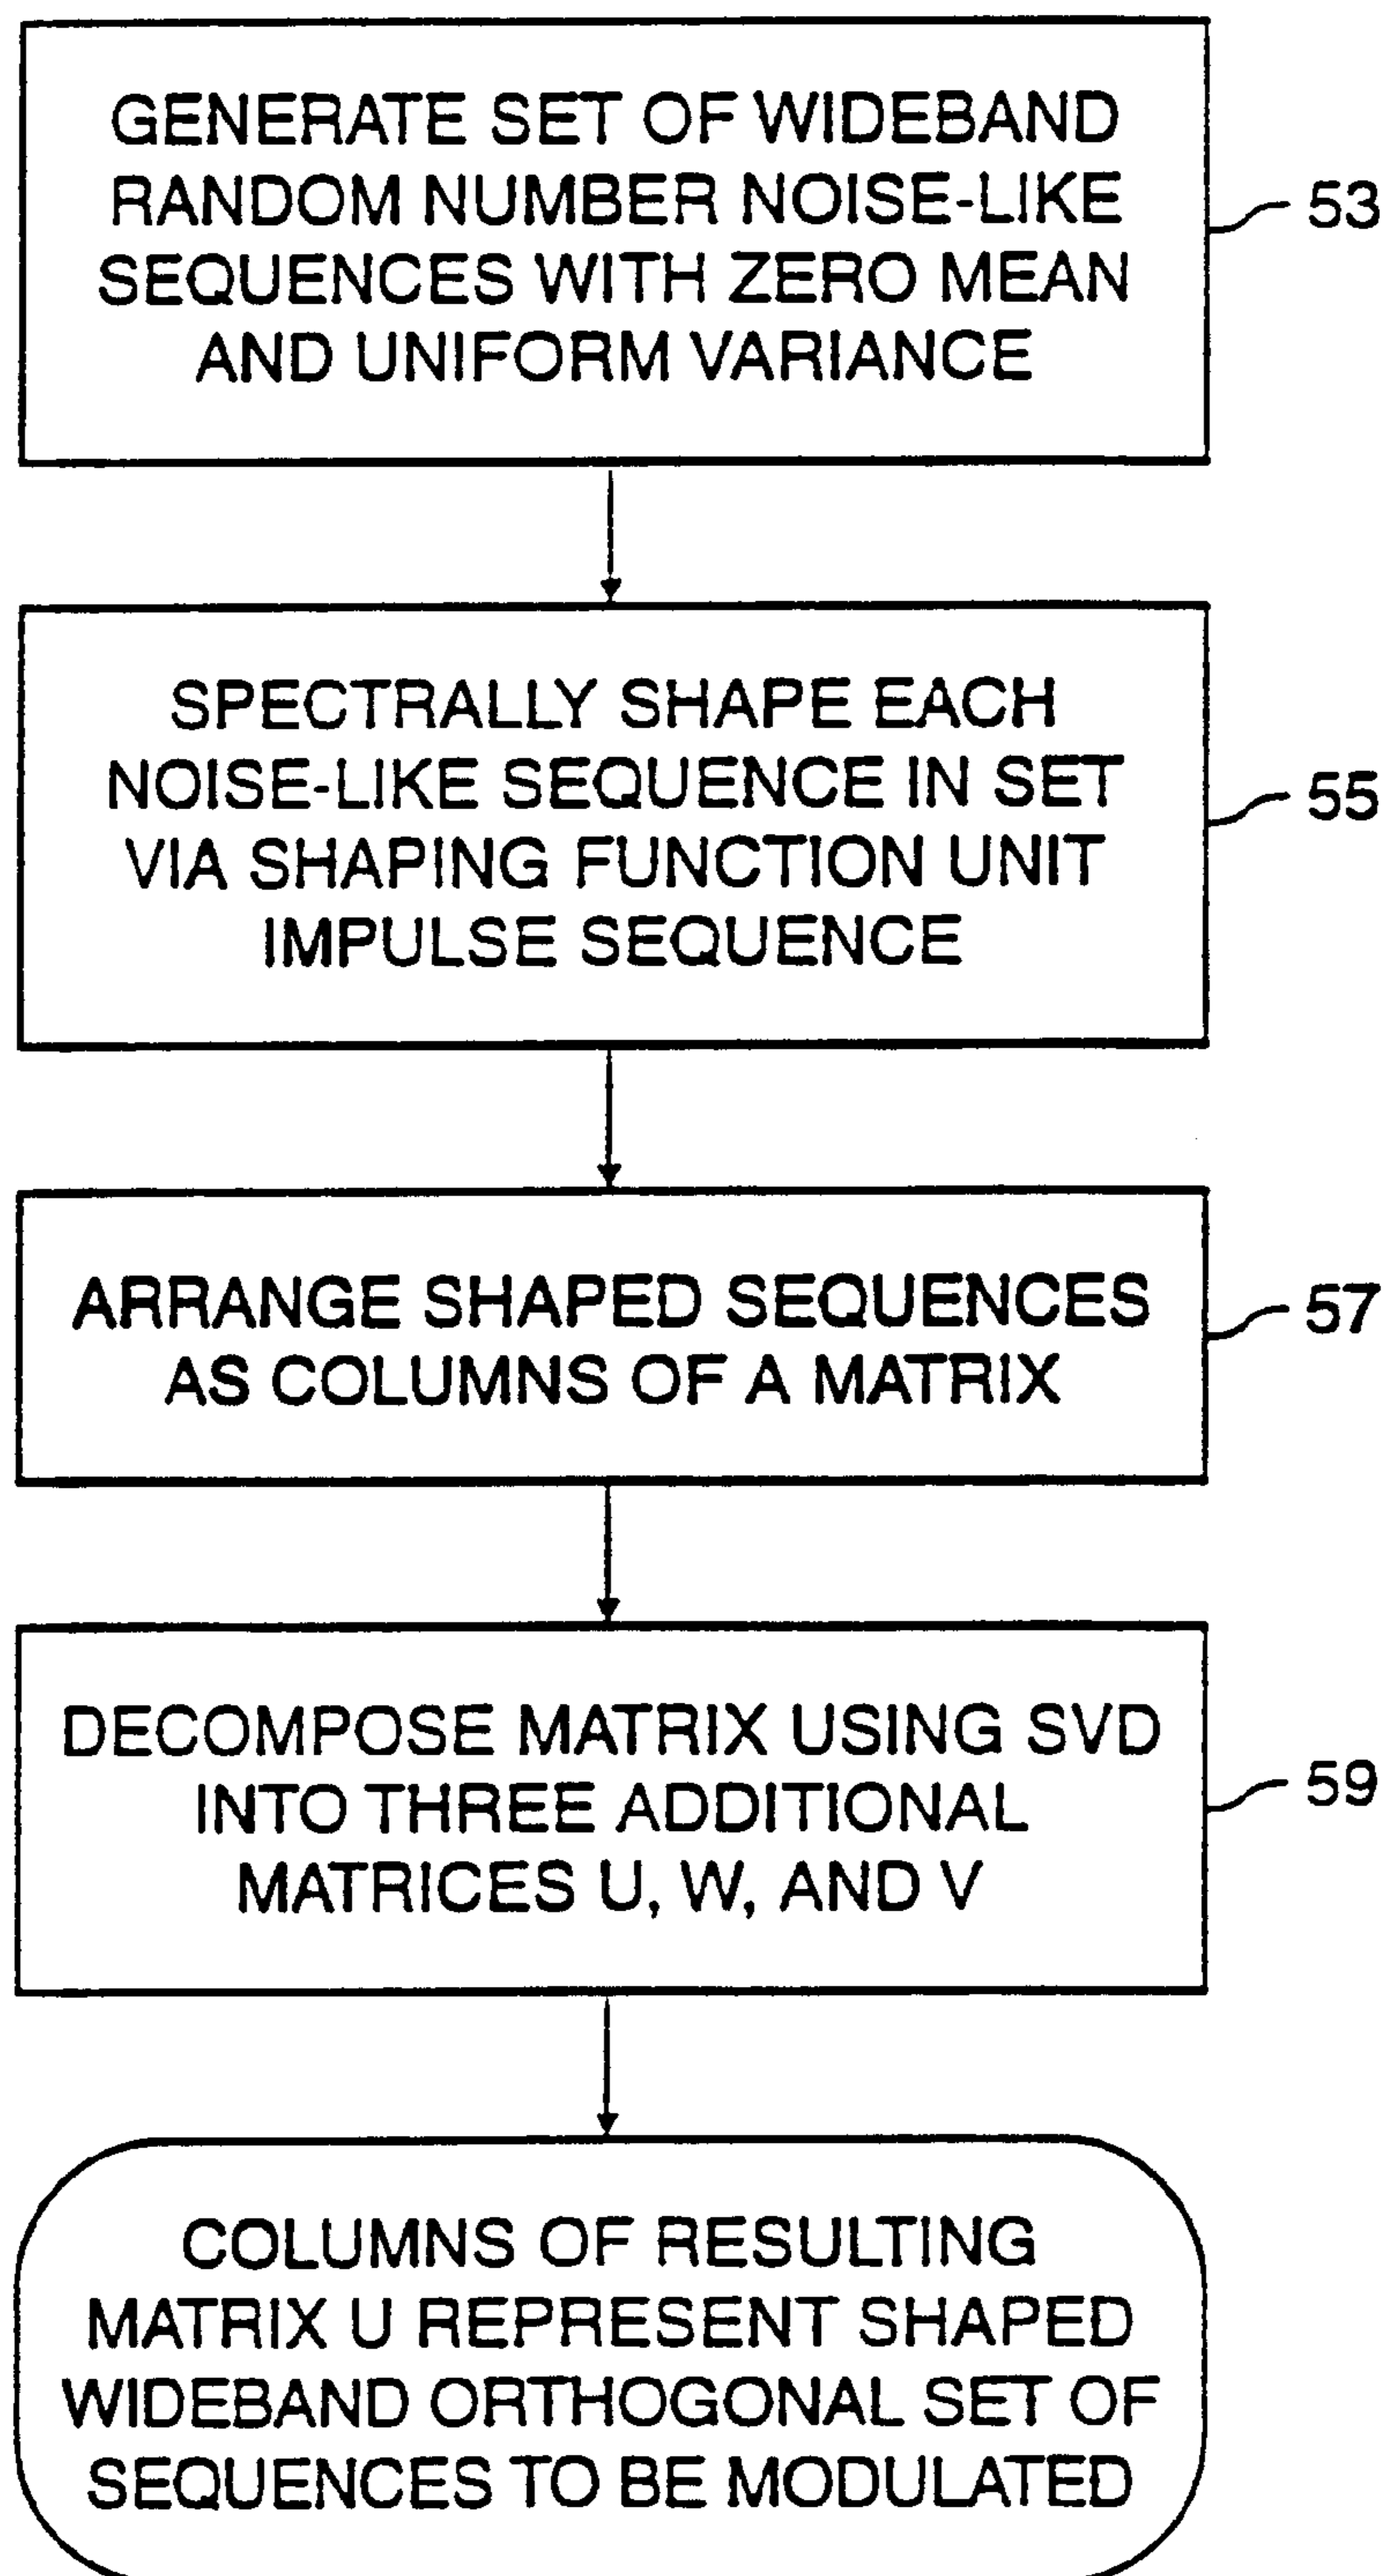 GENERATE SET OF WIDEBAND
RANDOM NUMBER NOISE-LIKE
SEQUENCES WITH ZERO MEAN
AND UNIFORM VARIANCE
53
SPECTRALLY SHAPE EACH
NOISE-LIKE SEQUENCE IN SET
VIA SHAPING FUNCTION UNIT
IMPULSE SEQUENCE
55
ARRANGE SHAPED SEQUENCES
AS COLUMNS OF A MATRIX
57
DECOMPOSE MATRIX USING SVD
INTO THREE ADDITIONAL
MATRICES U, W, AND V
59
COLUMNS OF RESULTING
MATRIX U REPRESENT SHAPED
WIDEBAND ORTHOGONAL SET OF
SEQUENCES TO BE MODULATED